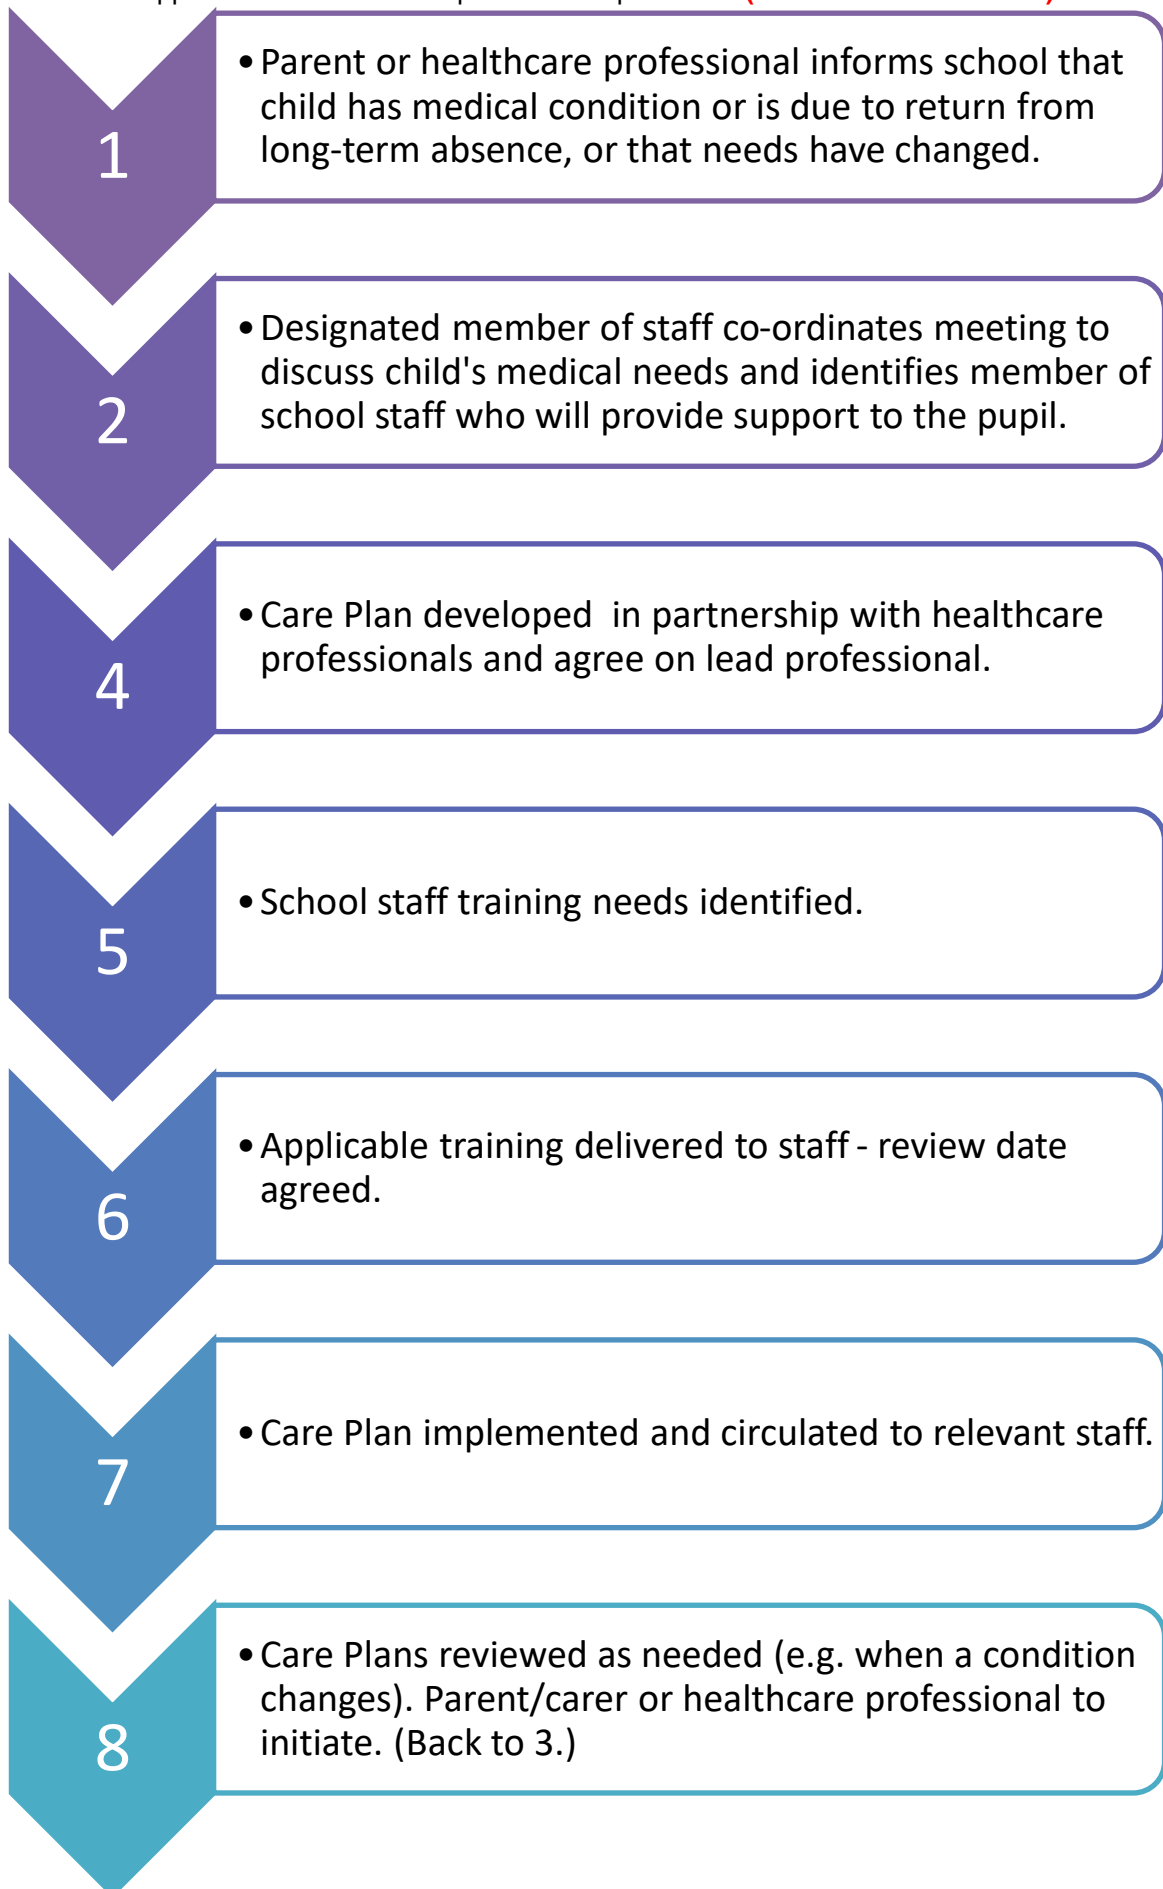 1
• Parent or healthcare professional informs school that
child has medical condition or is due to return from
long-term absence, or that needs have changed.
2
• Designated member of staff co-ordinates meeting to
discuss child's medical needs and identifies member of
school staff who will provide support to the pupil.
4
• Care Plan developed  in partnership with healthcare
professionals and agree on lead professional.
5
• School staff training needs identified.
6
• Applicable training delivered to staff - review date
agreed.
7
• Care Plan implemented and circulated to relevant staff.
8
• Care Plans reviewed as needed (e.g. when a condition
changes). Parent/carer or healthcare professional to
initiate. (Back to 3.)